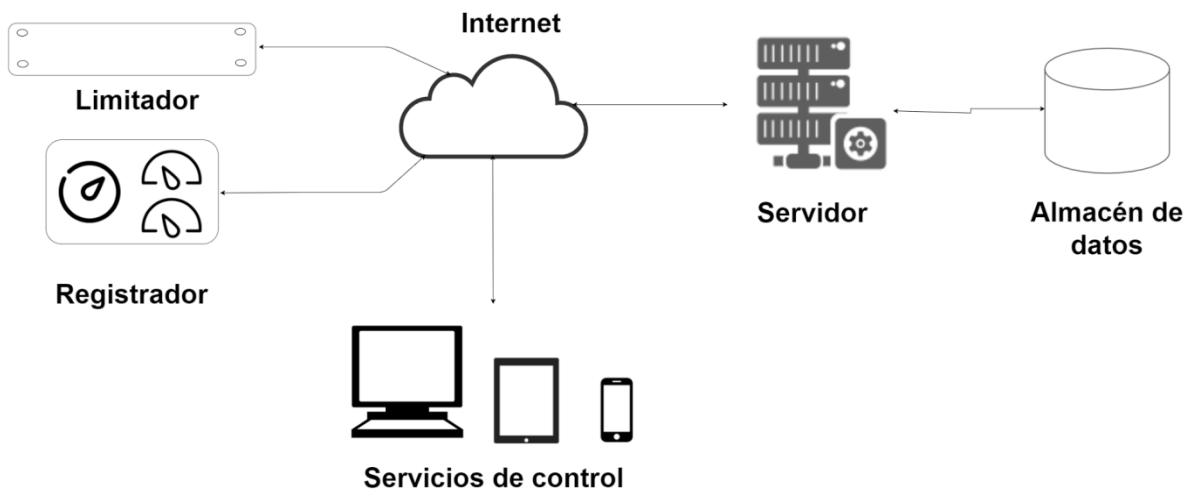 Internet
Limitador
Servidor
Almacén de
datos
Registrador
Servicios de control